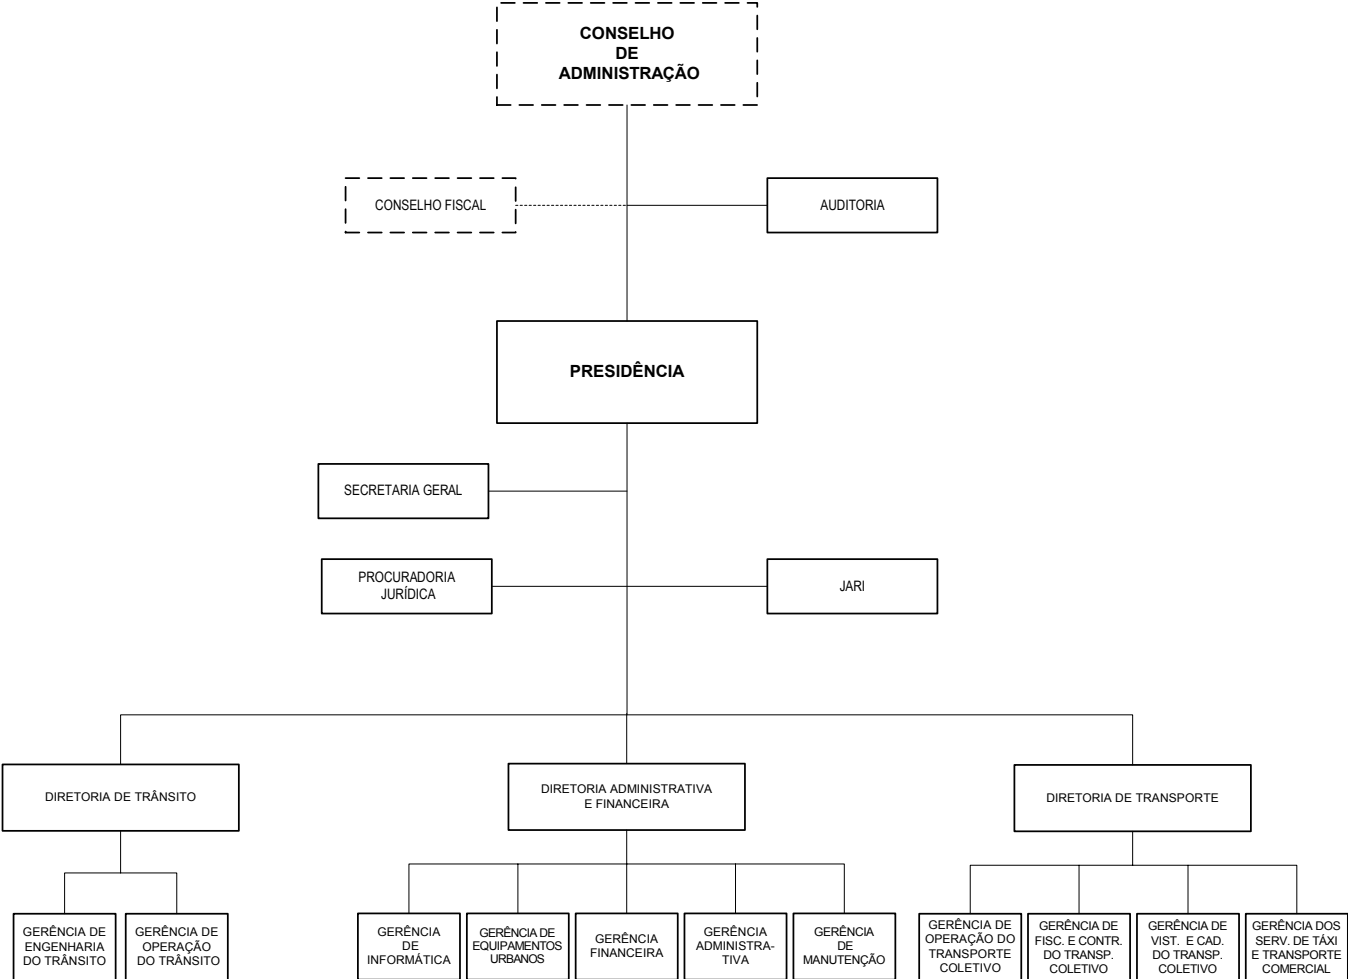 CONSELHO
DE
ADMINISTRAÇÃO
CONSELHO FISCAL
AUDITORIA
PRESIDÊNCIA
SECRETARIA GERAL
PROCURADORIA
JURÍDICA
JARI
DIRETORIA DE TRÂNSITO
DIRETORIA ADMINISTRATIVA
E FINANCEIRA
DIRETORIA DE TRANSPORTE
GERÊNCIA DE
ENGENHARIA
DO TRÂNSITO
GERÊNCIA DE
OPERAÇÃO
DO TRÂNSITO
GERÊNCIA
DE
INFORMÁTICA
GERÊNCIA DE
EQUIPAMENTOS
URBANOS
GERÊNCIA
FINANCEIRA
GERÊNCIA
ADMINISTRA-
TIVA
GERÊNCIA
DE
MANUTENÇÃO
GERÊNCIA DE
OPERAÇÃO DO
TRANSPORTE
COLETIVO
GERÊNCIA DE
FISC. E CONTR.
DO TRANSP.
COLETIVO
GERÊNCIA DE
VIST. E CAD.
DO TRANSP.
COLETIVO
GERÊNCIA DOS
SERV. DE TÁXI
E TRANSPORTE
COMERCIAL